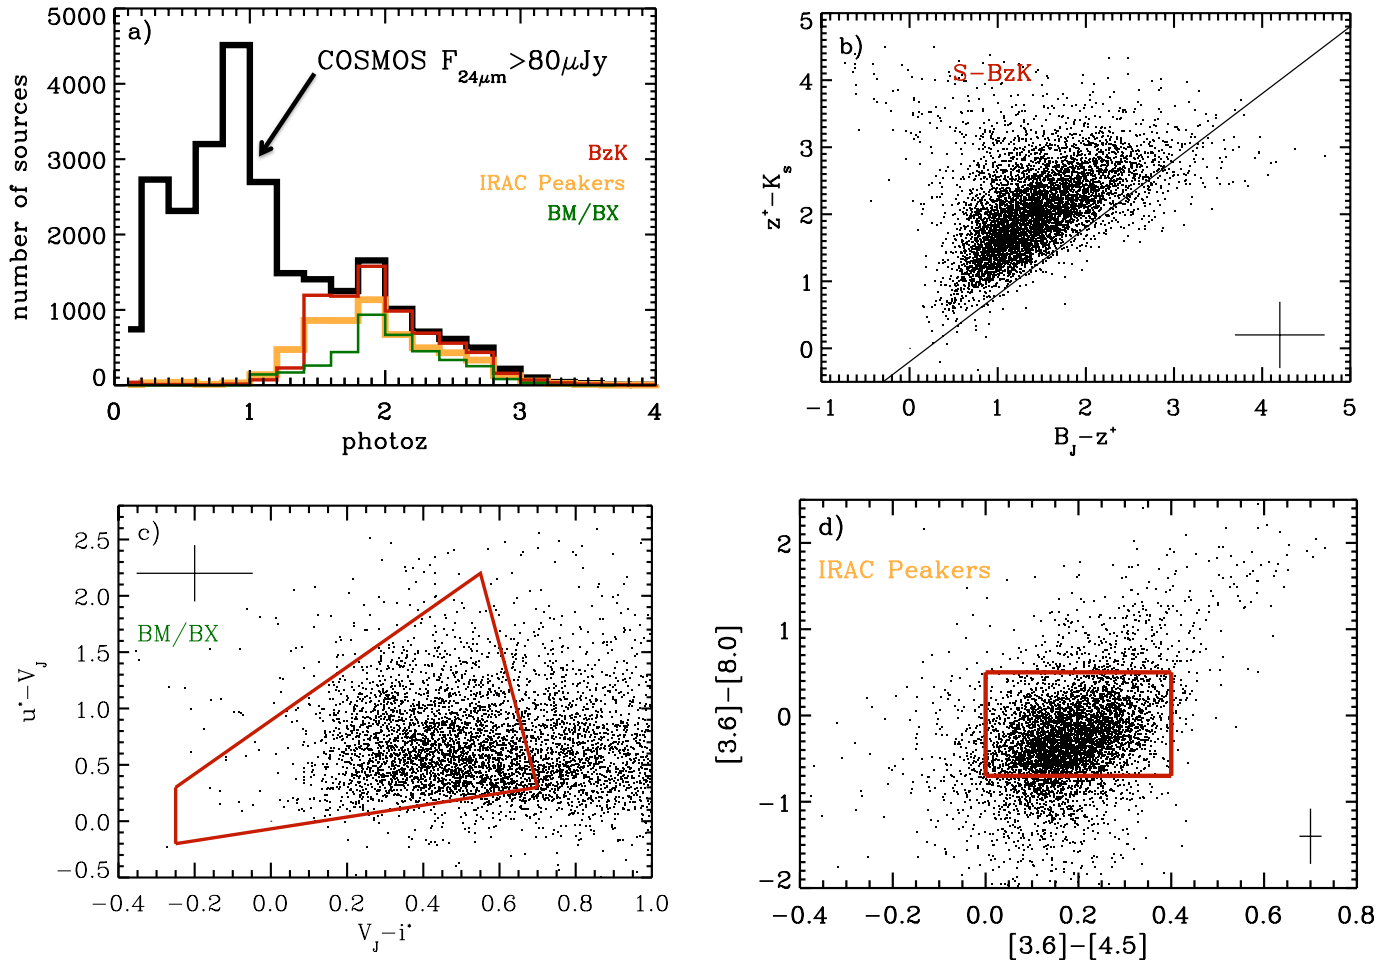 a)
COSMOS F24μm>80μJy
BzK
IRAC Peakers
BM/BX
number of sources
5000
4000
3000
2000
1000
0
0 1 2 3 4
photoz
b)
S-BzK
z+-Ks
5
4
3
2
1
0
-1 0 1 2 3 4 5
BJ-z+
c)
BM/BX
u*-VJ
2.5
2.0
1.5
1.0
0.5
0.0
-0.5
-0.4 -0.2 0.0 0.2 0.4 0.6 0.8 1.0
VJ-i*
d)
IRAC Peakers
[3.6]-[8.0]
2
1
0
-1
-2
-0.4 -0.2 0.0 0.2 0.4 0.6 0.8
[3.6]-[4.5]